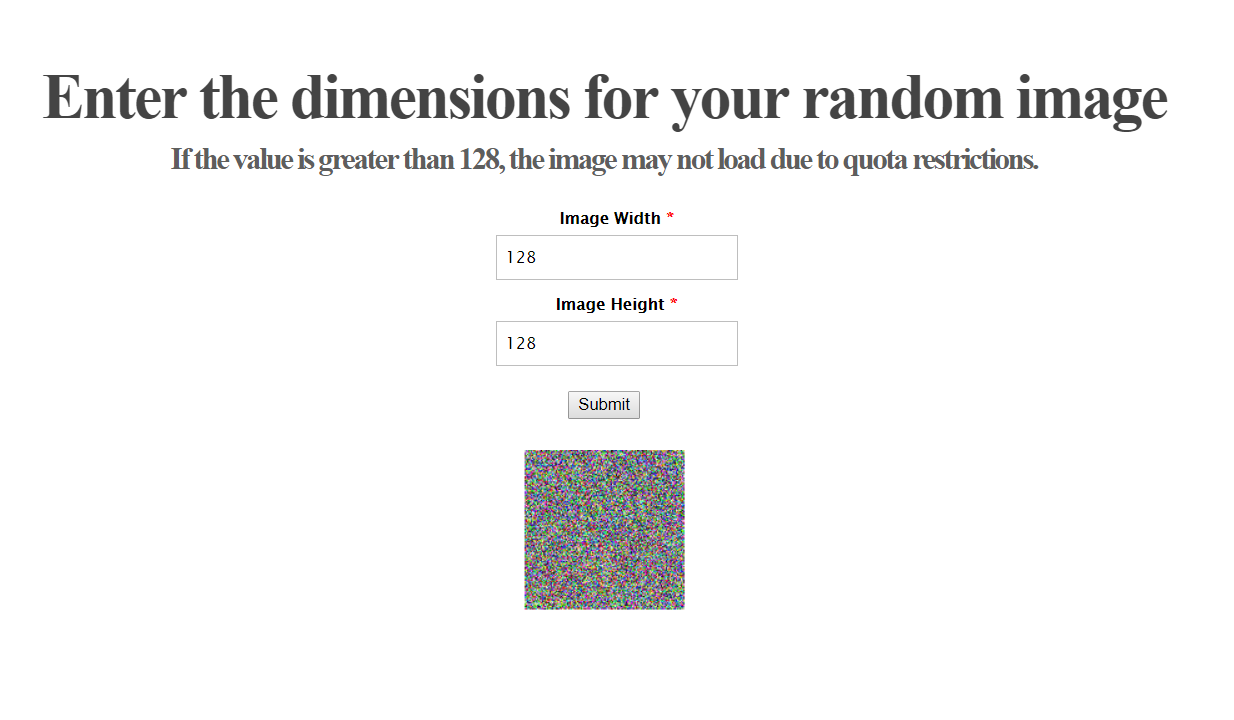 Enter the dimensions for your random image
If the value is greater than 128, the image may not load due to quota restrictions.
Image Width *
128
Image Height *
128
Submit